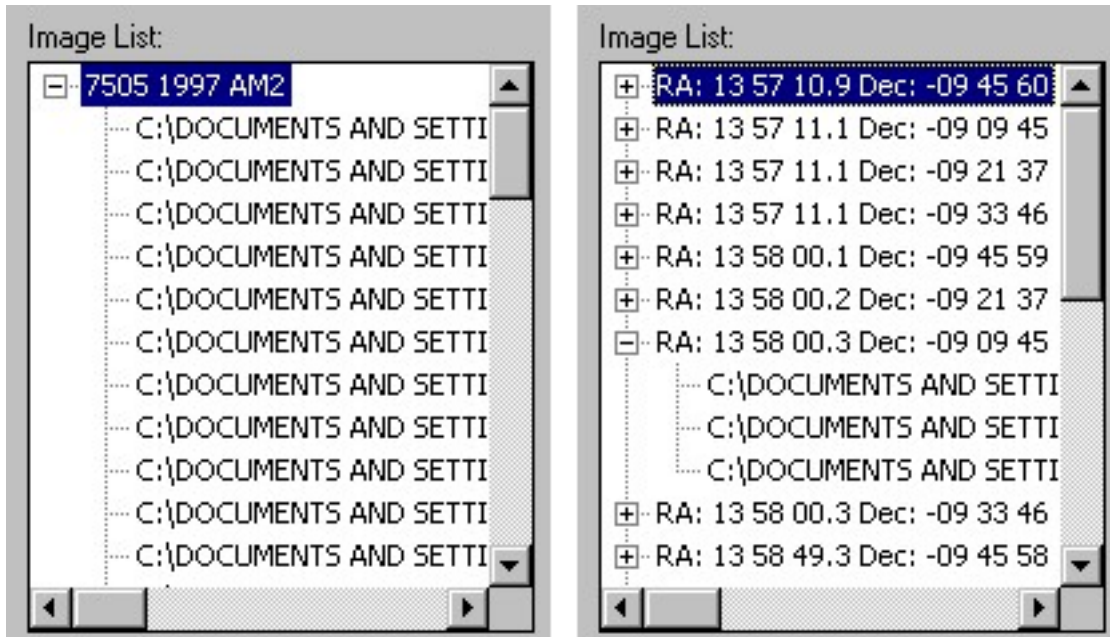 Image List:
7505 1997 AM2
C:\DOCUMENTS AND SETTI
C:\DOCUMENTS AND SETTI
C:\DOCUMENTS AND SETTI
C:\DOCUMENTS AND SETTI
C:\DOCUMENTS AND SETTI
C:\DOCUMENTS AND SETTI
C:\DOCUMENTS AND SETTI
C:\DOCUMENTS AND SETTI
C:\DOCUMENTS AND SETTI
C:\DOCUMENTS AND SETTI
C:\DOCUMENTS AND SETTI
Image List:
RA: 13 57 10.9 Dec: -09 45 60
RA: 13 57 11.1 Dec: -09 09 45
RA: 13 57 11.1 Dec: -09 21 37
RA: 13 57 11.1 Dec: -09 33 46
RA: 13 58 00.1 Dec: -09 45 59
RA: 13 58 00.2 Dec: -09 21 37
RA: 13 58 00.3 Dec: -09 09 45
C:\DOCUMENTS AND SETTI
C:\DOCUMENTS AND SETTI
C:\DOCUMENTS AND SETTI
RA: 13 58 00.3 Dec: -09 33 46
RA: 13 58 49.3 Dec: -09 45 58